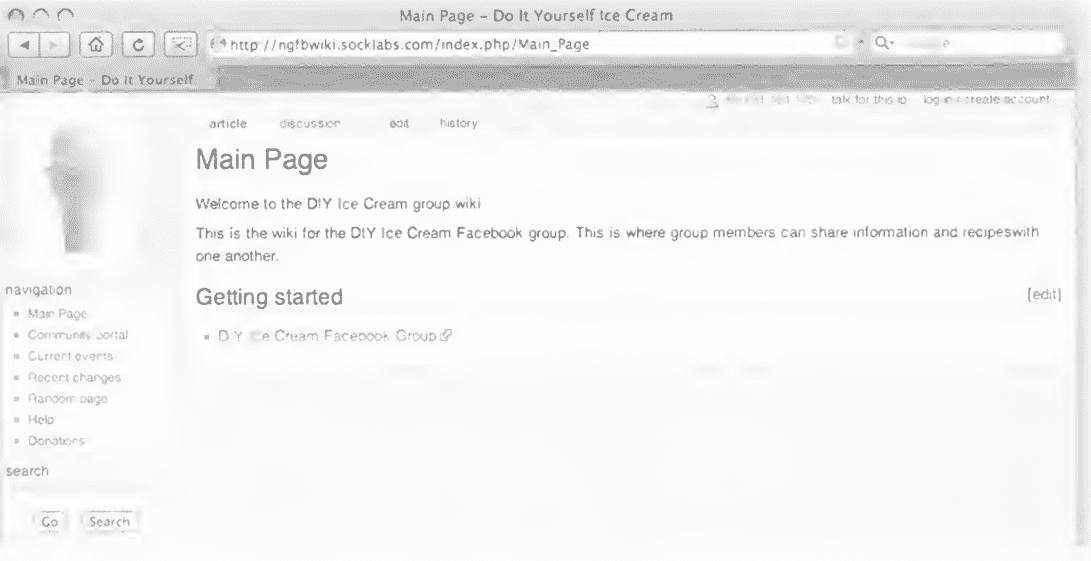 Main Page – Do It Yourself Ice Cream
http://ngfbwiki.socklabs.com/index.php/Main_Page
Main Page – Do It Yourself
talk for this ip log in / create account
article discussion edit history
Main Page
Welcome to the DIY Ice Cream group wiki
This is the wiki for the DIY Ice Cream Facebook group. This is where group members can share information and recipeswith
one another.
navigation
Getting started [edit]
Main Page
Community portal
DIY Ice Cream Facebook Group
Current events
Recent changes
Random page
Help
Donations
search
Go Search